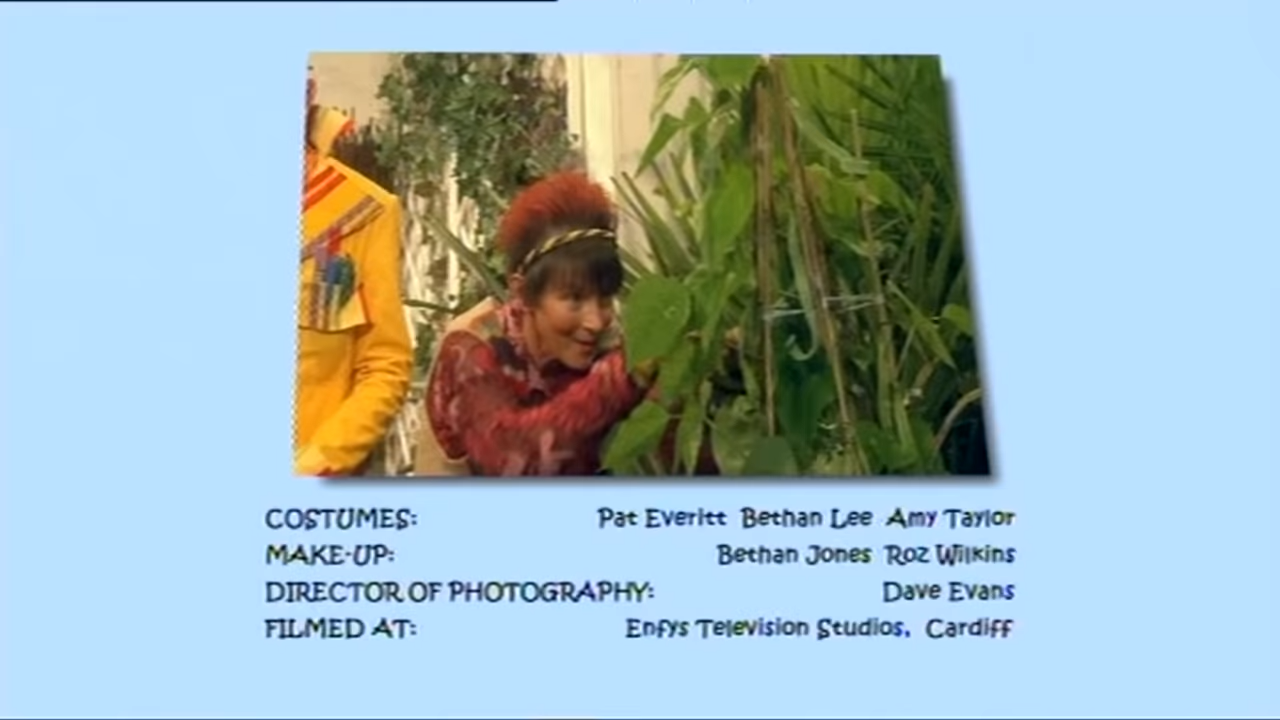 COSTUMES: Pat Everitt Bethan Lee Amy Taylor
MAKE-UP: Bethan Jones Roz Wilkins
DIRECTOR OF PHOTOGRAPHY: Dave Evans
FILMED AT: Enfys Television Studios, Cardiff